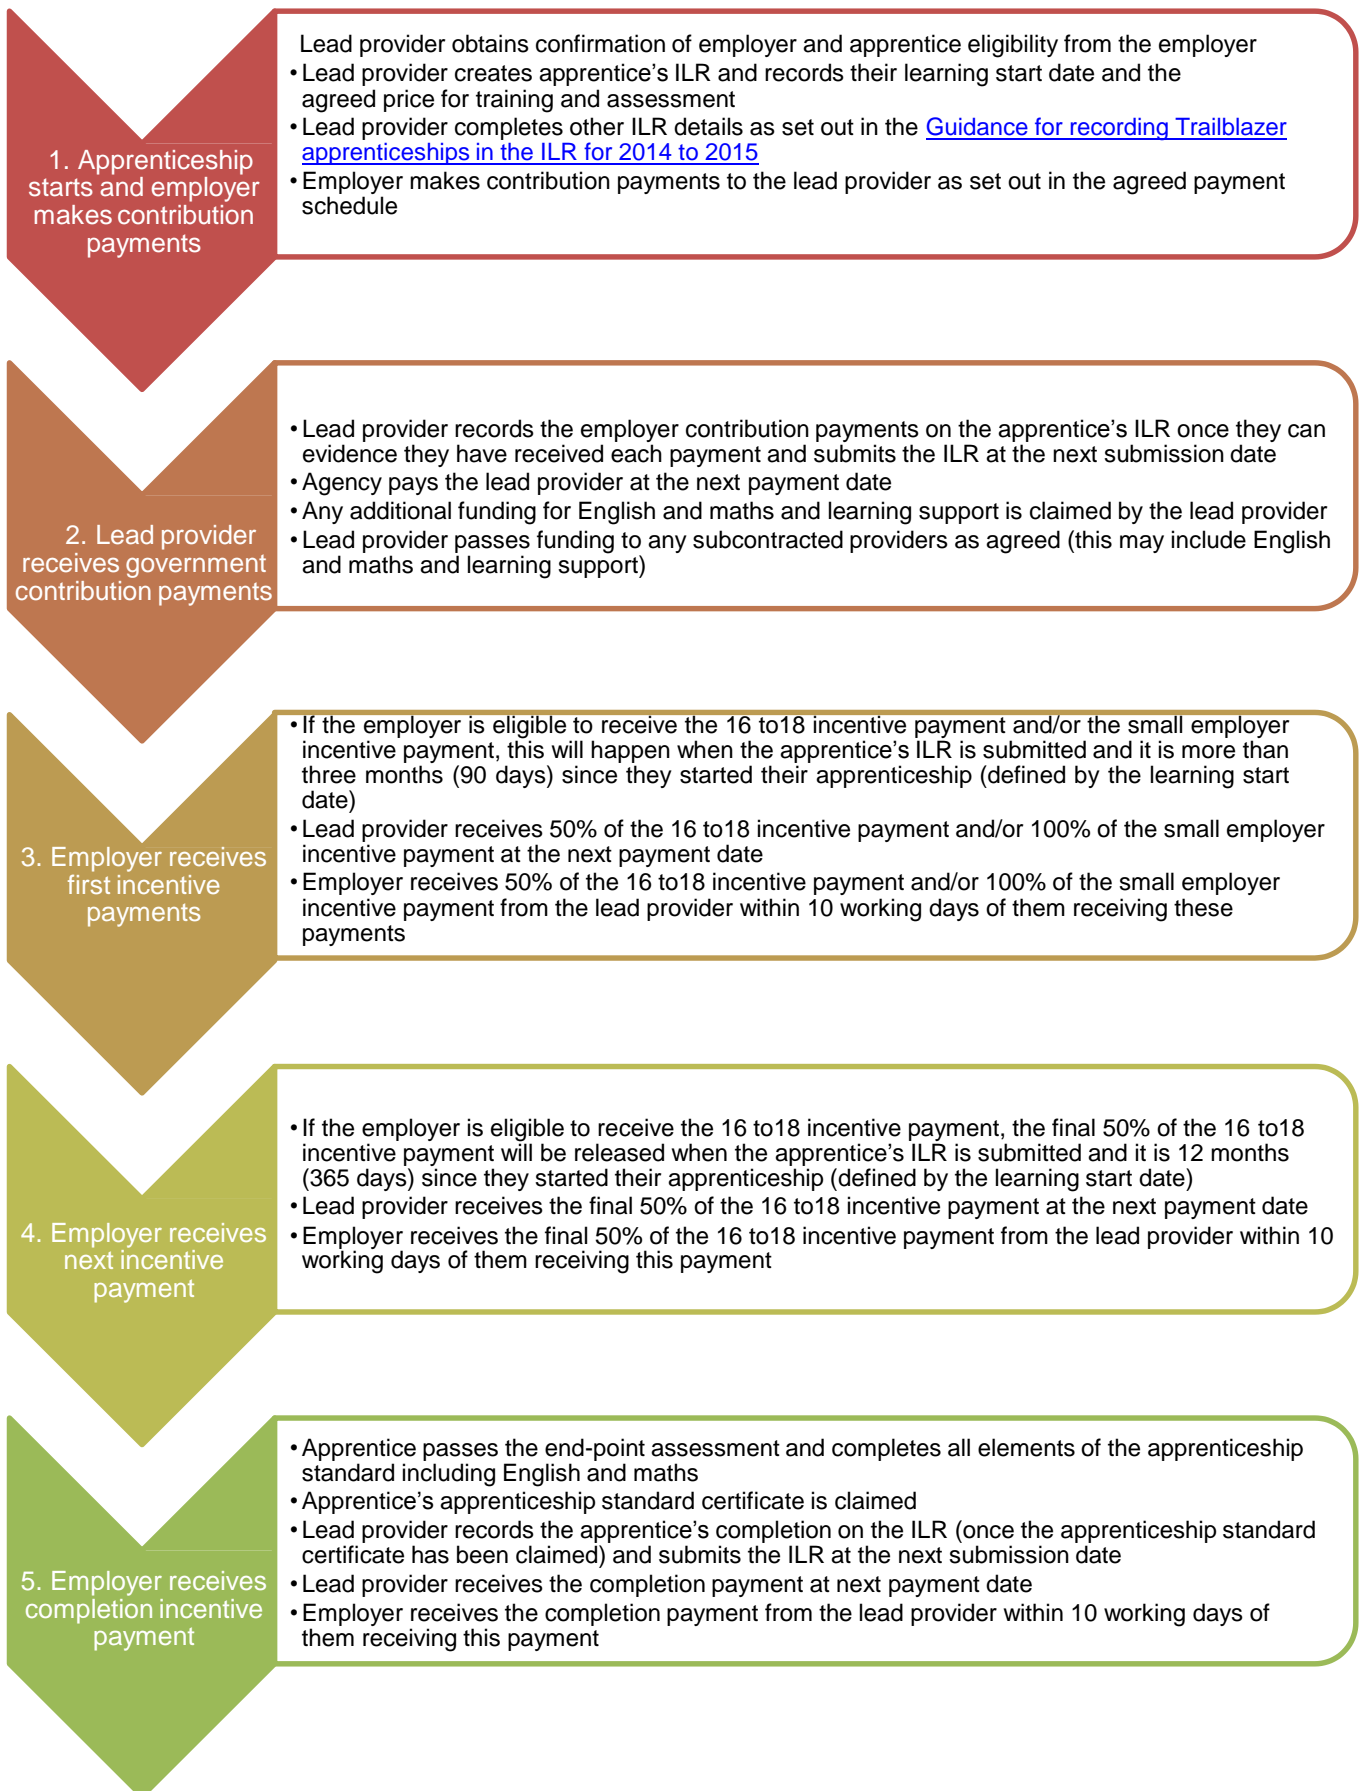 1. Apprenticeship
starts and employer
makes contribution
payments
Lead provider obtains confirmation of employer and apprentice eligibility from the employer
• Lead provider creates apprentice’s ILR and records their learning start date and the
agreed price for training and assessment
• Lead provider completes other ILR details as set out in the Guidance for recording Trailblazer
apprenticeships in the ILR for 2014 to 2015
• Employer makes contribution payments to the lead provider as set out in the agreed payment
schedule
2. Lead provider
receives government
contribution payments
• Lead provider records the employer contribution payments on the apprentice’s ILR once they can
evidence they have received each payment and submits the ILR at the next submission date
• Agency pays the lead provider at the next payment date
• Any additional funding for English and maths and learning support is claimed by the lead provider
• Lead provider passes funding to any subcontracted providers as agreed (this may include English
and maths and learning support)
3. Employer receives
first incentive
payments
• If the employer is eligible to receive the 16 to18 incentive payment and/or the small employer
incentive payment, this will happen when the apprentice’s ILR is submitted and it is more than
three months (90 days) since they started their apprenticeship (defined by the learning start
date)
• Lead provider receives 50% of the 16 to18 incentive payment and/or 100% of the small employer
incentive payment at the next payment date
• Employer receives 50% of the 16 to18 incentive payment and/or 100% of the small employer
incentive payment from the lead provider within 10 working days of them receiving these
payments
4. Employer receives
next incentive
payment
• If the employer is eligible to receive the 16 to18 incentive payment, the final 50% of the 16 to18
incentive payment will be released when the apprentice’s ILR is submitted and it is 12 months
(365 days) since they started their apprenticeship (defined by the learning start date)
• Lead provider receives the final 50% of the 16 to18 incentive payment at the next payment date
• Employer receives the final 50% of the 16 to18 incentive payment from the lead provider within 10
working days of them receiving this payment
5. Employer receives
completion incentive
payment
• Apprentice passes the end-point assessment and completes all elements of the apprenticeship
standard including English and maths
• Apprentice’s apprenticeship standard certificate is claimed
• Lead provider records the apprentice’s completion on the ILR (once the apprenticeship standard
certificate has been claimed) and submits the ILR at the next submission date
• Lead provider receives the completion payment at next payment date
• Employer receives the completion payment from the lead provider within 10 working days of
them receiving this payment